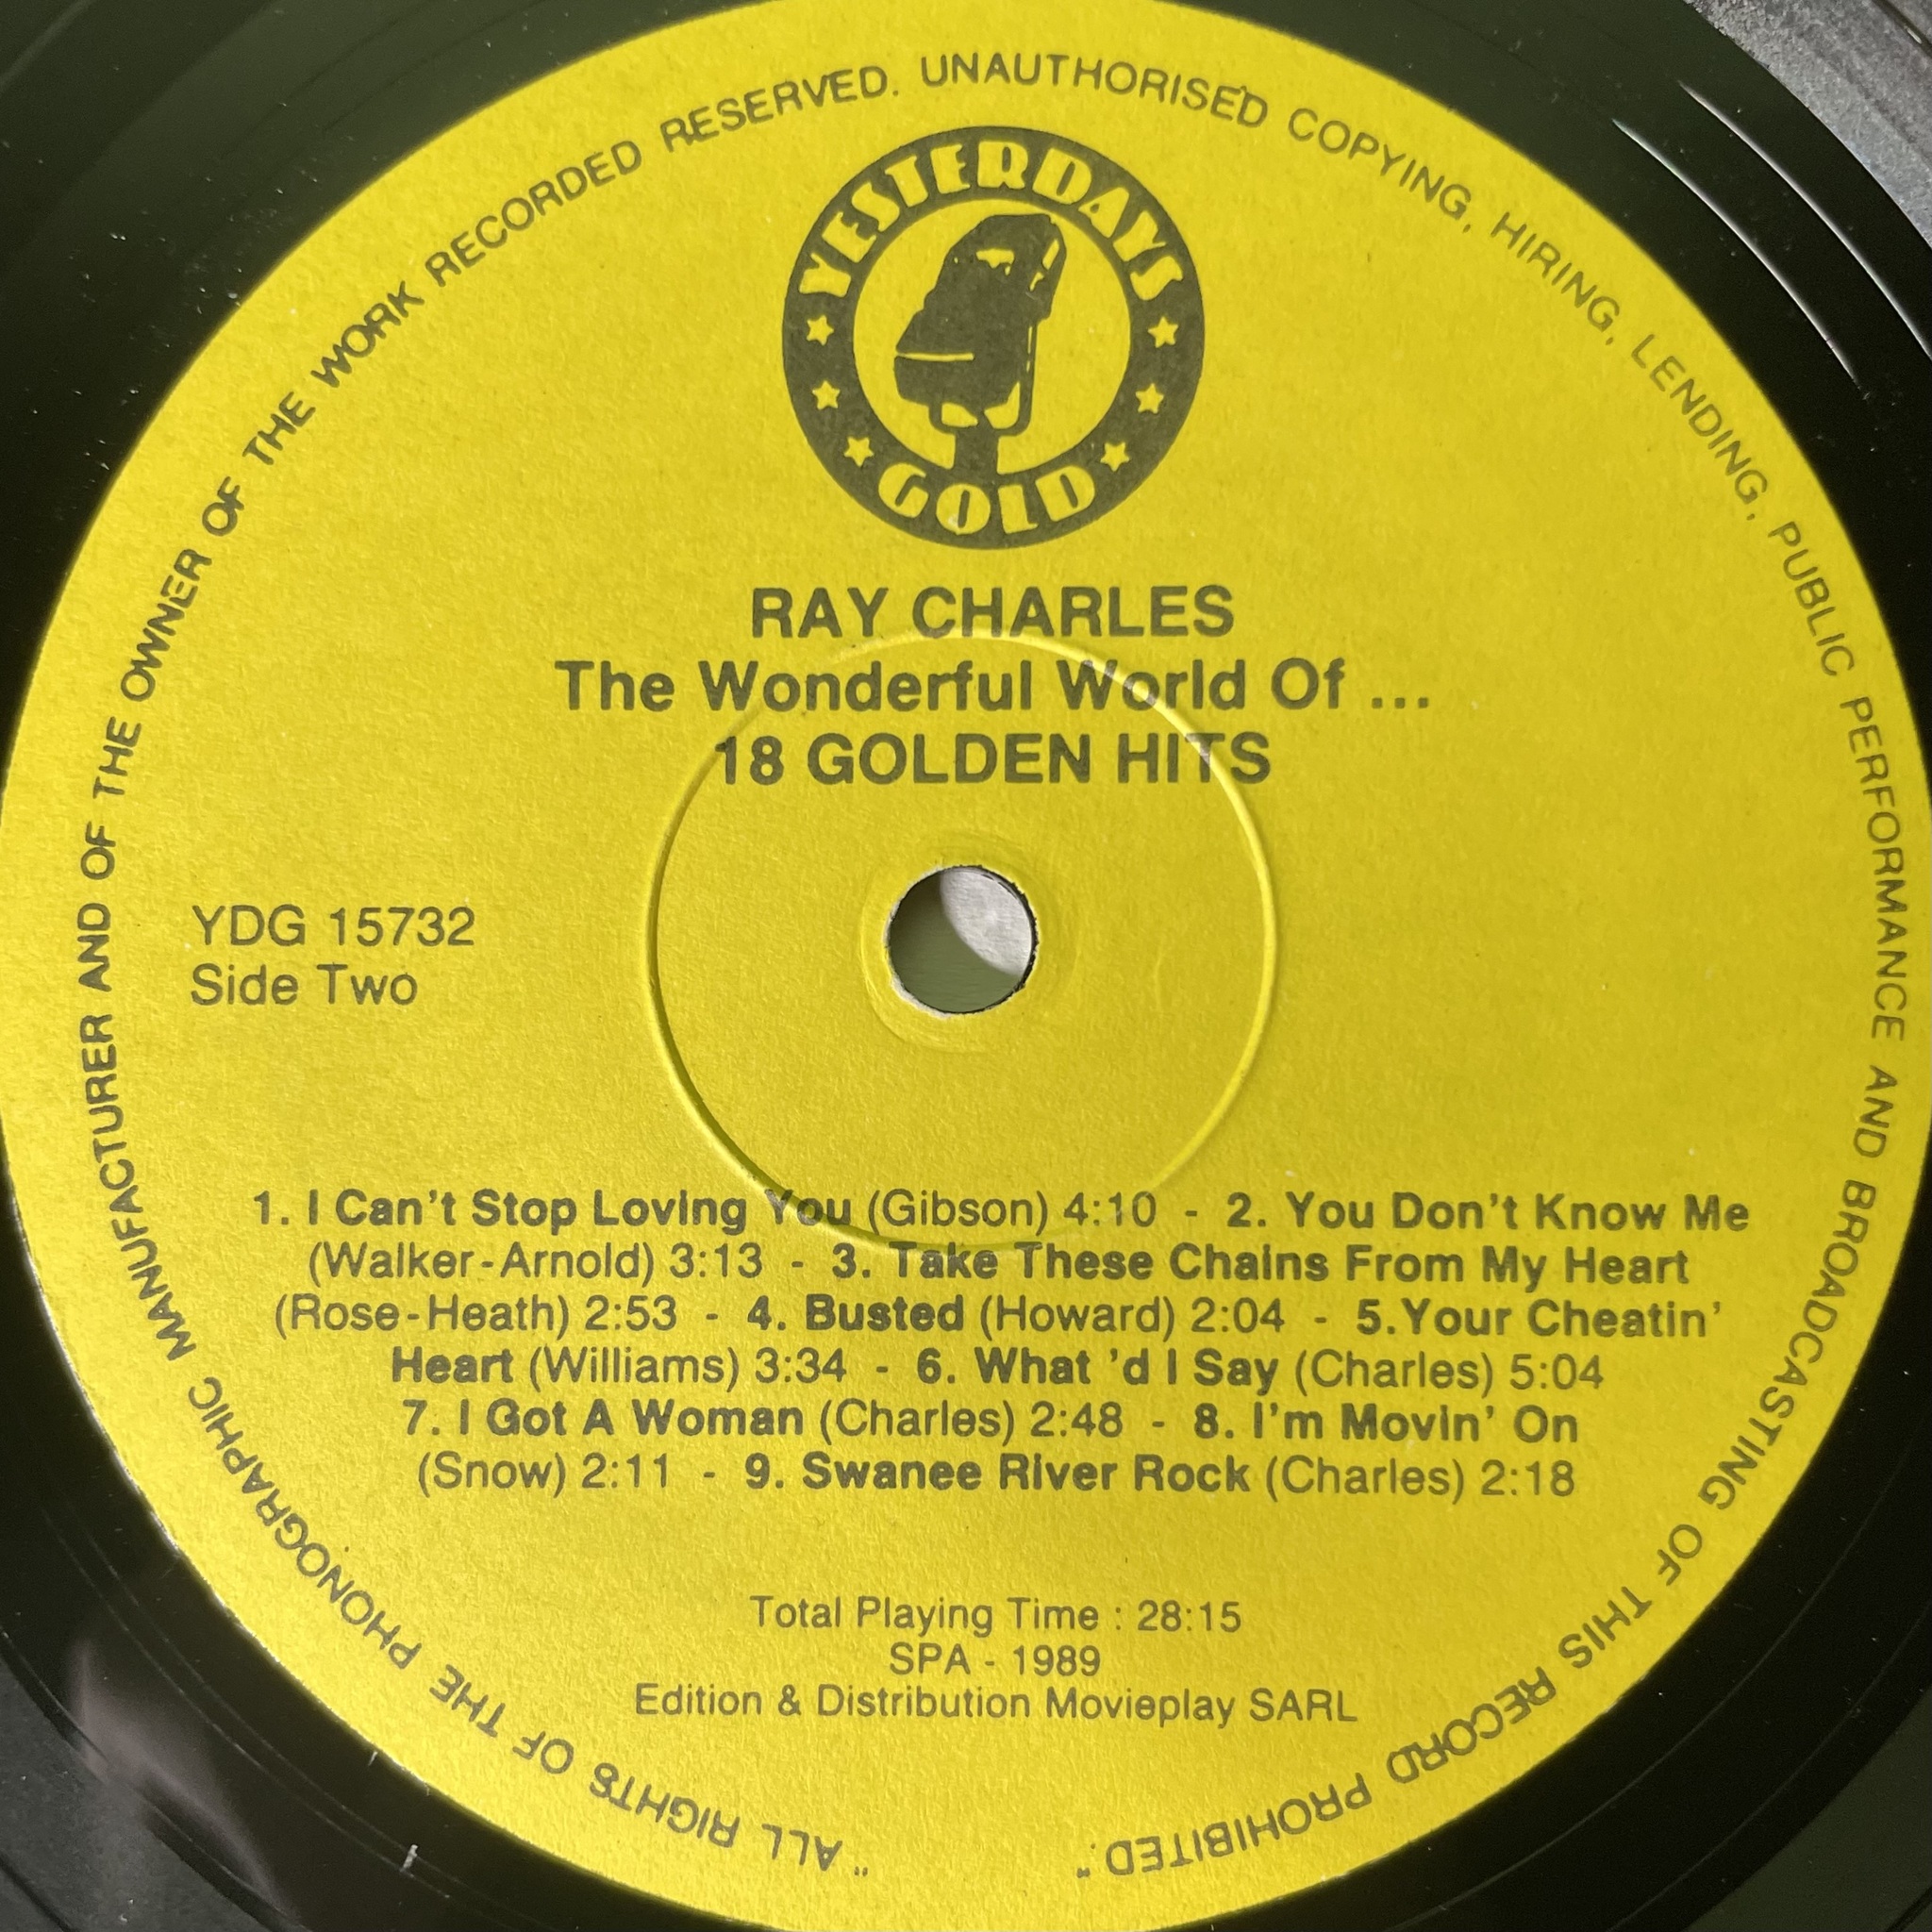 "ALL RIGHTS OF THE PHONOGRAPHIC MANUFACTURER AND OF THE OWNER OF THE WORK RECORDED RESERVED. UNAUTHORISED COPYING, HIRING, LENDING, PUBLIC PERFORMANCE AND BROADCASTING OF THIS RECORD PROHIBITED."
YESTERDAYS
GOLD
RAY CHARLES
The Wonderful World Of ...
18 GOLDEN HITS
YDG 15732
Side Two
1. I Can't Stop Loving You (Gibson) 4:10 - 2. You Don't Know Me
(Walker-Arnold) 3:13 - 3. Take These Chains From My Heart
(Rose-Heath) 2:53 - 4. Busted (Howard) 2:04 - 5.Your Cheatin'
Heart (Williams) 3:34 - 6. What 'd I Say (Charles) 5:04
7. I Got A Woman (Charles) 2:48 - 8. I'm Movin' On
(Snow) 2:11 - 9. Swanee River Rock (Charles) 2:18
Total Playing Time : 28:15
SPA - 1989
Edition & Distribution Movieplay SARL